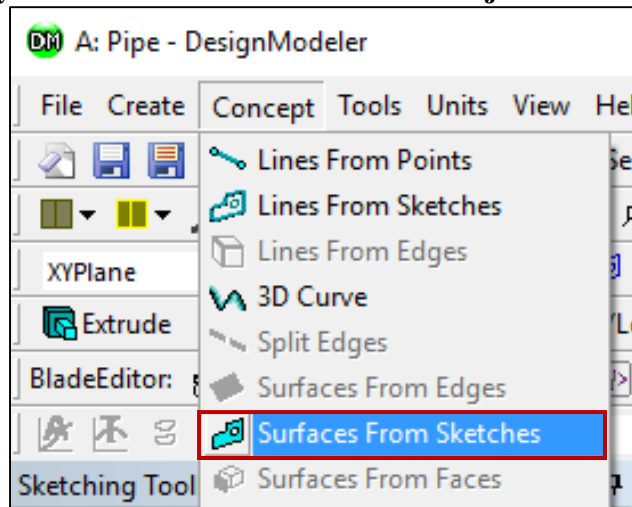 DM A: Pipe - DesignModeler
File Create Concept Tools Units View
Lines From Points
Lines From Sketches
Lines From Edges
XYPlane
3D Curve
Extrude
Split Edges
BladeEditor:
Surfaces From Edges
Surfaces From Sketches
Sketching Tool
Surfaces From Faces